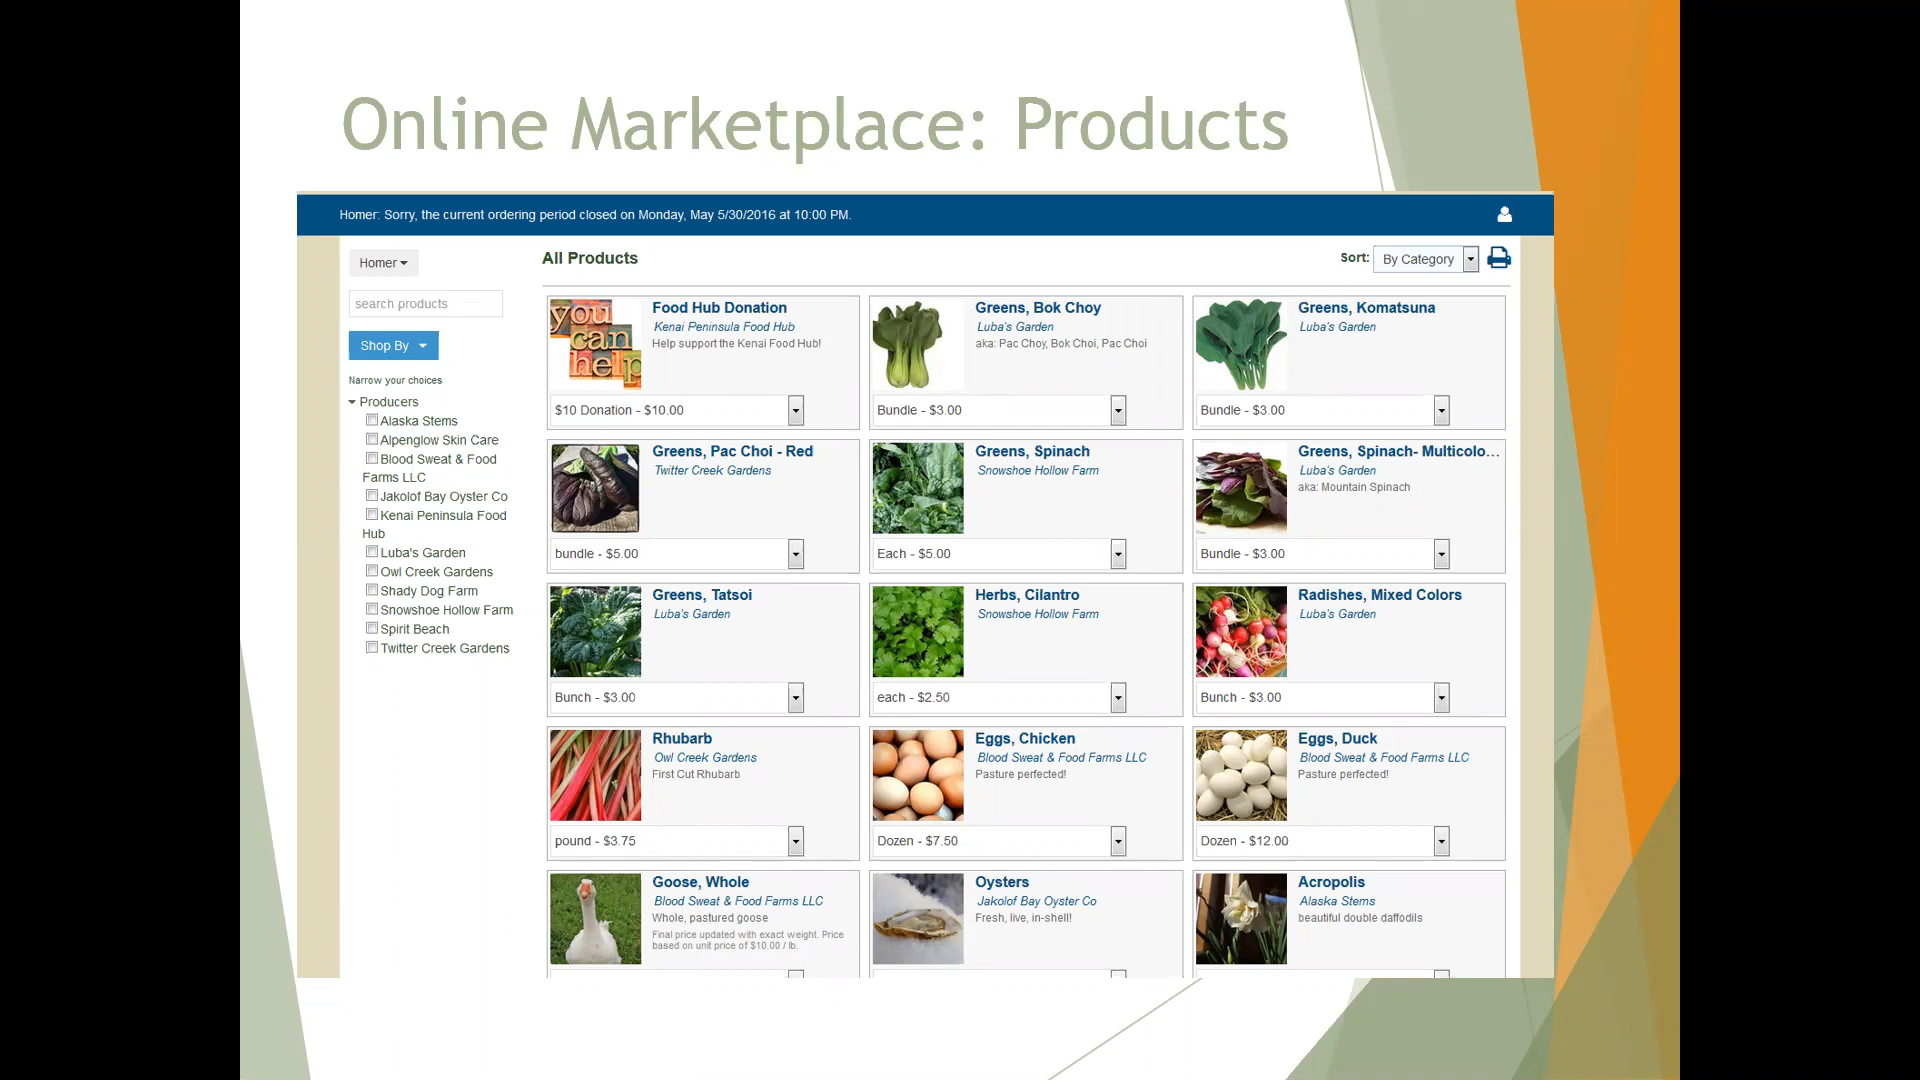 Online Marketplace: Products
Homer: Sorry, the current ordering period closed on Monday, May 5/30/2016 at 10:00 PM.
Homer
search products
Shop By
Narrow your choices
Producers
Alaska Stems
Alpenglow Skin Care
Blood Sweat & Food
Farms LLC
Jakolof Bay Oyster Co
Kenai Peninsula Food
Hub
Luba's Garden
Owl Creek Gardens
Shady Dog Farm
Snowshoe Hollow Farm
Spirit Beach
Twitter Creek Gardens
All Products
Sort: By Category
you
can
help
Food Hub Donation
Kenai Peninsula Food Hub
Help support the Kenai Food Hub!
$10 Donation - $10.00
Greens, Bok Choy
Luba's Garden
aka: Pac Choy, Bok Choi, Pac Choi
Bundle - $3.00
Greens, Komatsuna
Luba's Garden
Bundle - $3.00
Greens, Pac Choi - Red
Twitter Creek Gardens
bundle - $5.00
Greens, Spinach
Snowshoe Hollow Farm
Each - $5.00
Greens, Spinach- Multicolo...
Luba's Garden
aka: Mountain Spinach
Bundle - $3.00
Greens, Tatsoi
Luba's Garden
Bunch - $3.00
Herbs, Cilantro
Snowshoe Hollow Farm
each - $2.50
Radishes, Mixed Colors
Luba's Garden
Bunch - $3.00
Rhubarb
Owl Creek Gardens
First Cut Rhubarb
pound - $3.75
Eggs, Chicken
Blood Sweat & Food Farms LLC
Pasture perfected!
Dozen - $7.50
Eggs, Duck
Blood Sweat & Food Farms LLC
Pasture perfected!
Dozen - $12.00
Goose, Whole
Blood Sweat & Food Farms LLC
Whole, pastured goose
Final price updated with exact weight. Price
based on unit price of $10.00 / lb.
Oysters
Jakolof Bay Oyster Co
Fresh, live, in-shell!
Acropolis
Alaska Stems
beautiful double daffodils